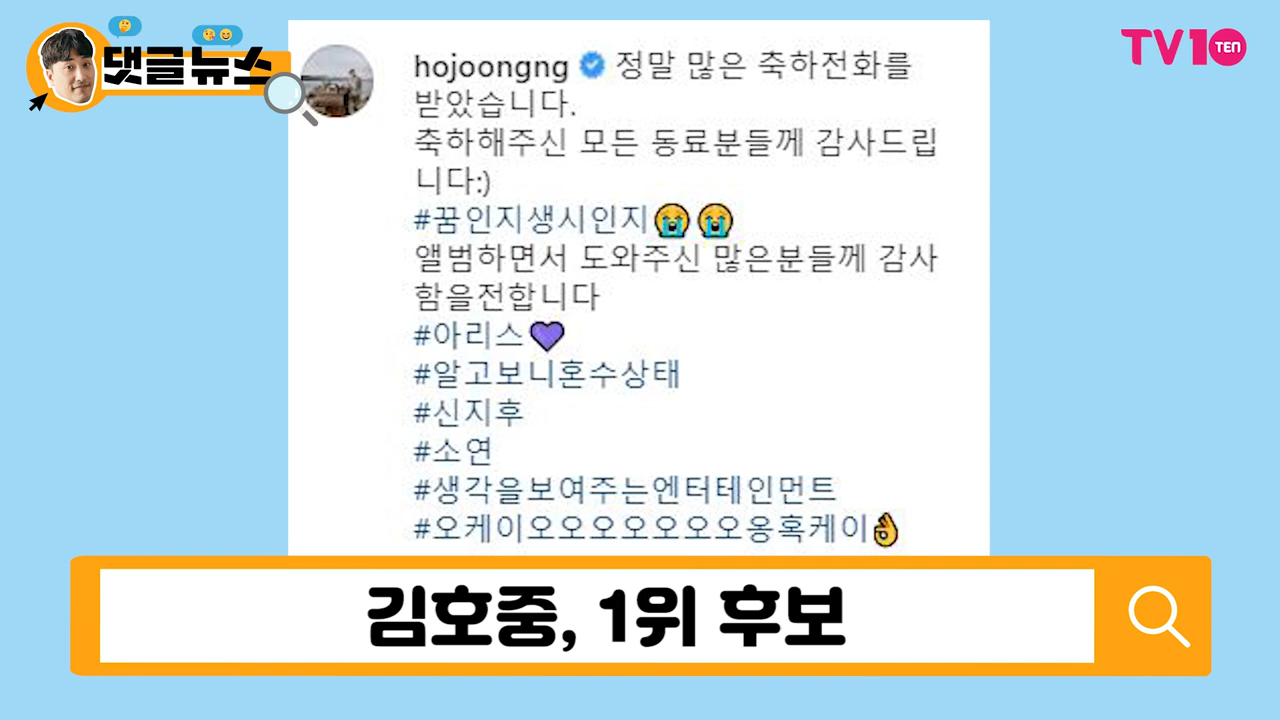 댓글뉴스
TV10
TEN
hojoongng 정말 많은 축하전화를
받았습니다.
축하해주신 모든 동료분들께 감사드립
니다:)
#꿈인지생시인지😭😭
앨범하면서 도와주신 많은분들께 감사
함을전합니다
#아리스💜
#알고보니혼수상태
#신지후
#소연
#생각을보여주는엔터테인먼트
#오케이오오오오오오오옹혹케이👌
김호중, 1위 후보